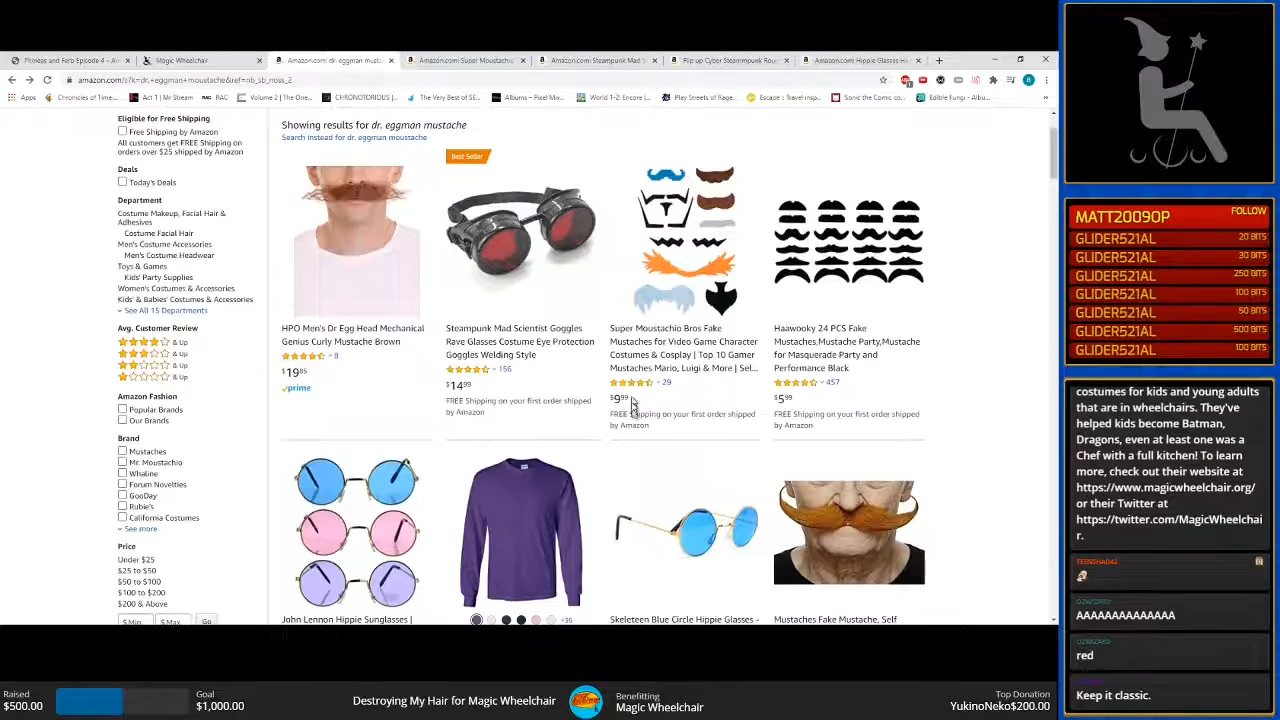 Phineas and Ferb Episode 4 – An
Magic Wheelchair
Amazon.com: dr. eggman musta
Amazon.com: Super Moustachio
Amazon.com: Steampunk Mad S
Flip up Cyber Steampunk Roun
Amazon.com: Hippie Glasses Hi
amazon.com/s?k=dr.+eggman+moustache&ref=nb_sb_noss_2
Apps
Chronicles of Time...
Act 1 | Mr Stream
RAC
Volume 2 | The One...
CHRONOTORIOUS |...
The Very Best of SE...
Albums – Pixel Mix...
World 1-2: Encore |...
Play Streets of Rage...
Escape :: Travel insp...
Sonic the Comic co...
Edible Fungi - Albu...
Eligible for Free Shipping
Free Shipping by Amazon
All customers get FREE Shipping on
orders over $25 shipped by Amazon
Deals
Today's Deals
Department
Costume Makeup, Facial Hair &
Adhesives
Costume Facial Hair
Men's Costume Accessories
Men's Costume Headwear
Toys & Games
Kids' Party Supplies
Women's Costumes & Accessories
Kids' & Babies' Costumes & Accessories
See All 15 Departments
Avg. Customer Review
& Up
& Up
& Up
& Up
Amazon Fashion
Popular Brands
Our Brands
Brand
Mustaches
Mr. Moustachio
Whaline
Forum Novelties
GooDay
Rubie's
California Costumes
See more
Price
Under $25
$25 to $50
$50 to $100
$100 to $200
$200 & Above
$ Min
$ Max
Go
Showing results for dr. eggman mustache
Search instead for dr. eggman moustache
HPO Men's Dr Egg Head Mechanical
Genius Curly Mustache Brown
8
$19.85
prime
Best Seller
Steampunk Mad Scientist Goggles
Rave Glasses Costume Eye Protection
Goggles Welding Style
156
$14.99
FREE Shipping on your first order shipped
by Amazon
Super Moustachio Bros Fake
Mustaches for Video Game Character
Costumes & Cosplay | Top 10 Gamer
Mustaches Mario, Luigi & More | Sel...
29
$9.99
FREE Shipping on your first order shipped
by Amazon
Haawooky 24 PCS Fake
Mustaches,Mustache Party,Mustache
for Masquerade Party and
Performance Black
457
$5.99
FREE Shipping on your first order shipped
by Amazon
John Lennon Hippie Sunglasses |
+36
Skeleteen Blue Circle Hippie Glasses -
Mustaches Fake Mustache, Self
MATT2009OP FOLLOW
GLIDER521AL 20 BITS
GLIDER521AL 30 BITS
GLIDER521AL 250 BITS
GLIDER521AL 100 BITS
GLIDER521AL 50 BITS
GLIDER521AL 500 BITS
GLIDER521AL 100 BITS
costumes for kids and young adults
that are in wheelchairs. They've
helped kids become Batman,
Dragons, even at least one was a
Chef with a full kitchen! To learn
more, check out their website at
https://www.magicwheelchair.org/
or their Twitter at
https://twitter.com/MagicWheelchai
r.
TEENSHAD42
OZWIZARD
AAAAAAAAAAAAA
OZWIZARD
red
Keep it classic.
Raised
$500.00
Goal
$1,000.00
Destroying My Hair for Magic Wheelchair
Benefitting
Magic Wheelchair
Top Donation
YukinoNeko$200.00